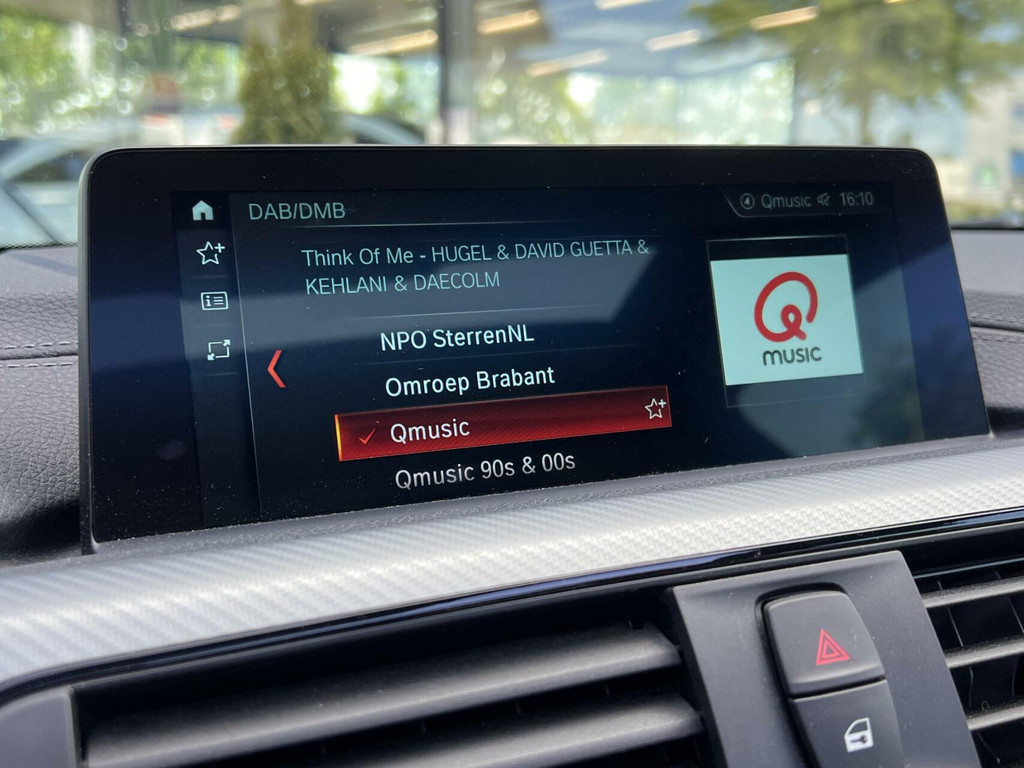 DAB/DMB
Qmusic 16:10
Think Of Me - HUGEL & DAVID GUETTA &
KEHLANI & DAECOLM
NPO SterrenNL
Omroep Brabant
Qmusic
Qmusic 90s & 00s
Q
MUSIC